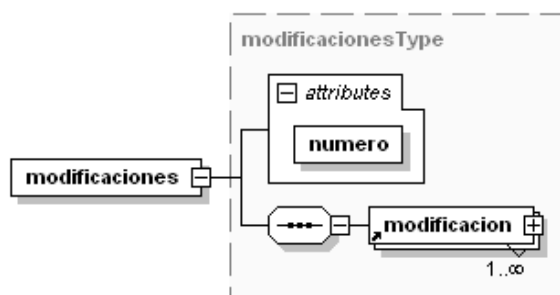 modificacionesType
attributes
numero
modificaciones
modificacion
1..∞